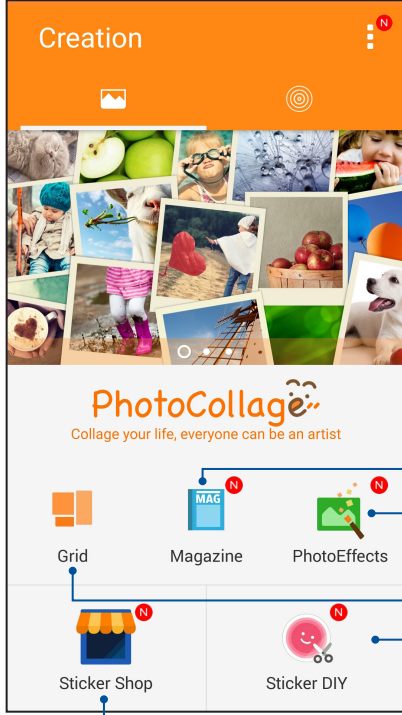 Creation
N
PhotoCollage
Collage your life, everyone can be an artist
MAG
N
N
Grid
Magazine
PhotoEffects
N
N
Sticker Shop
Sticker DIY